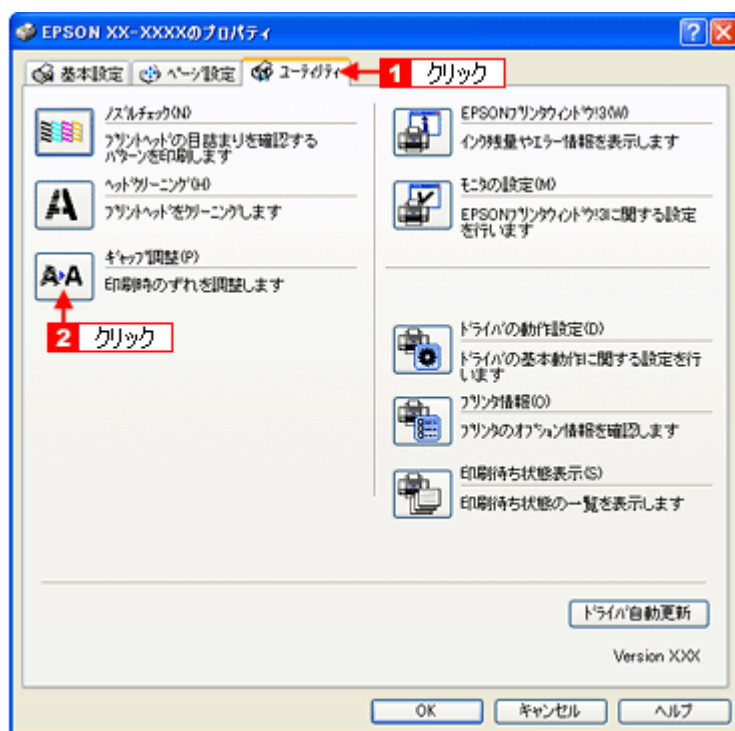 EPSON XX-XXXXのプロパティ
基本設定 ページ設定 ユーティリティ 1 クリック
ノズルチェック(N)
プリントヘッドの目詰まりを確認する
パターンを印刷します
ヘッドクリーニング(H)
プリントヘッドをクリーニングします
ギャップ調整(P)
印刷時のずれを調整します
2 クリック
EPSONプリンタウィンドウ!3(W)
インク残量やエラー情報を表示します
モニタの設定(M)
EPSONプリンタウィンドウ!3に関する設定
を行います
ドライバの動作設定(D)
ドライバの基本動作に関する設定を行
います
プリンタ情報(O)
プリンタのオプション情報を確認します
印刷待ち状態表示(S)
印刷待ち状態の一覧を表示します
ドライバ自動更新
Version XXX
OK キャンセル ヘルプ